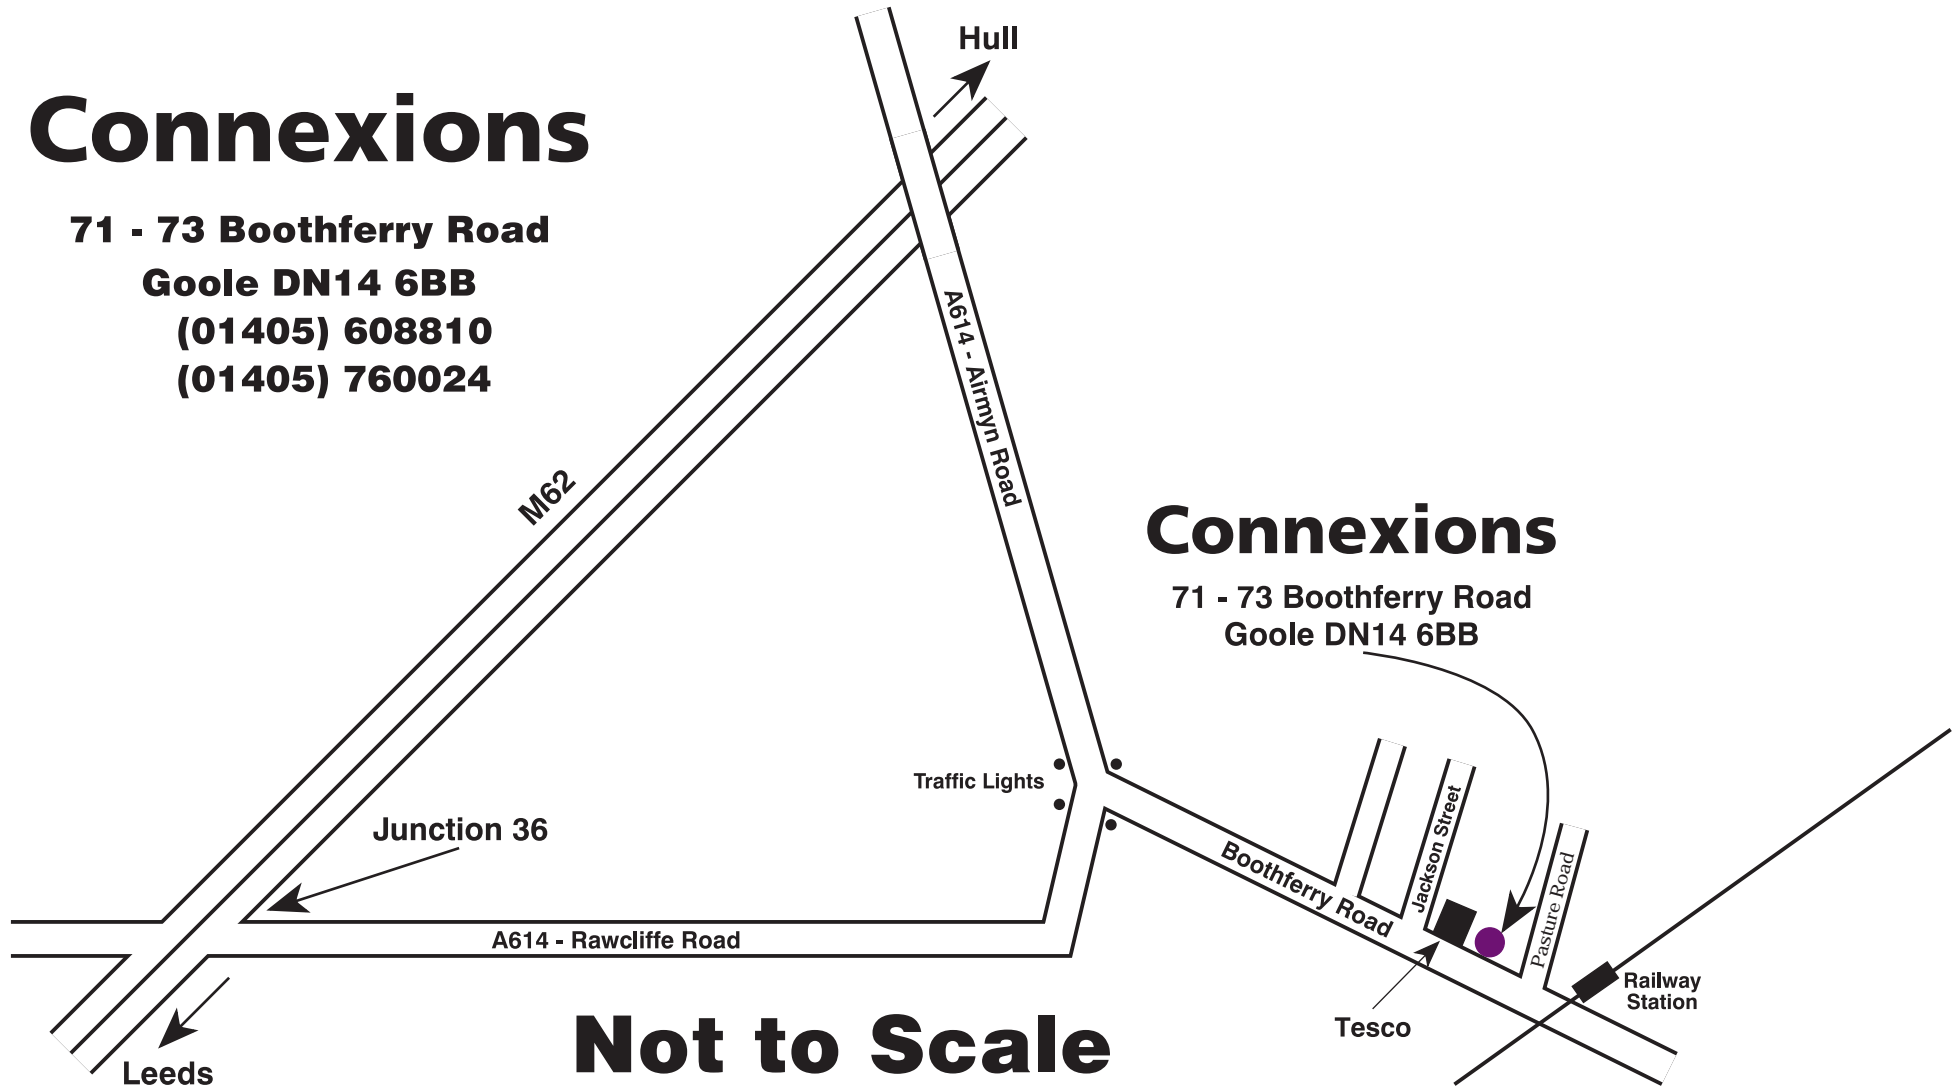 Hull
Connexions
71 - 73 Boothferry Road
Goole DN14 6BB
(01405) 608810
(01405) 760024
A614 - Airmyn Road
M62
Connexions
71 - 73 Boothferry Road
Goole DN14 6BB
Traffic Lights
Junction 36
Boothferry Road
Jackson Street
Pasture Road
A614 - Rawcliffe Road
Railway
Station
Tesco
Not to Scale
Leeds